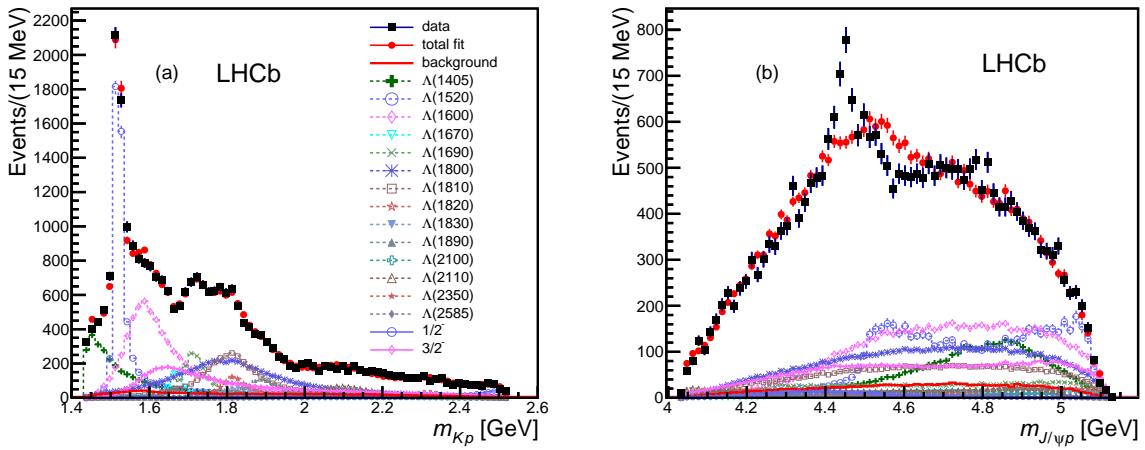 Events/(15 MeV)
2200
2000
1800
1600
1400
1200
1000
800
600
400
200
0
1.4
1.6
1.8
2
2.2
2.4
2.6
m_{Kp} [GeV]
(a)
LHCb
data
total fit
background
Λ(1405)
Λ(1520)
Λ(1600)
Λ(1670)
Λ(1690)
Λ(1800)
Λ(1810)
Λ(1820)
Λ(1830)
Λ(1890)
Λ(2100)
Λ(2110)
Λ(2350)
Λ(2585)
1/2⁻
3/2⁻
Events/(15 MeV)
800
700
600
500
400
300
200
100
0
4
4.2
4.4
4.6
4.8
5
m_{J/ψp} [GeV]
(b)
LHCb